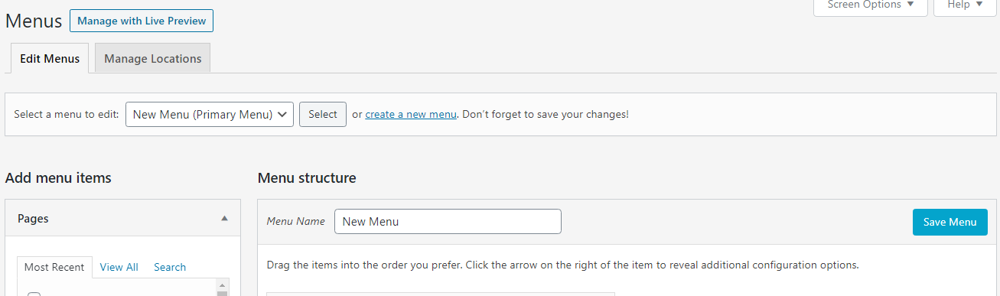 Menus Manage with Live Preview Screen Options Help
Edit Menus Manage Locations
Select a menu to edit: New Menu (Primary Menu) Select or create a new menu. Don’t forget to save your changes!
Add menu items Menu structure
Pages Menu Name New Menu Save Menu
Most Recent View All Search Drag the items into the order you prefer. Click the arrow on the right of the item to reveal additional configuration options.